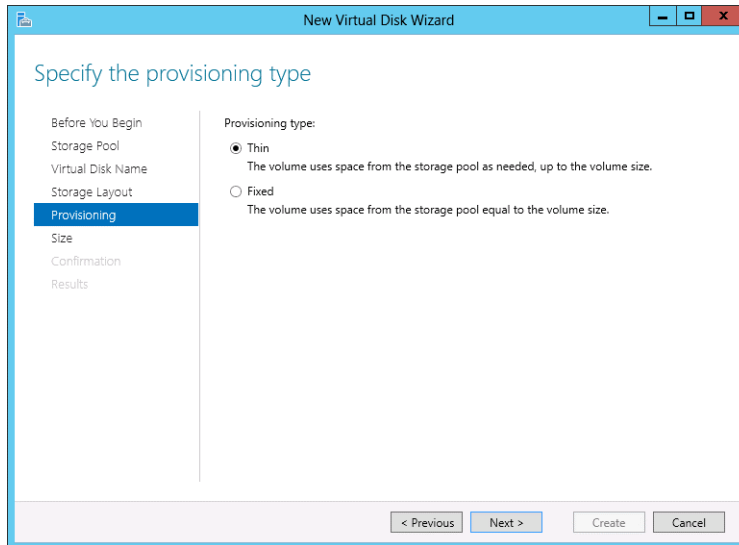 New Virtual Disk Wizard
Specify the provisioning type
Before You Begin
Storage Pool
Virtual Disk Name
Storage Layout
Provisioning
Size
Confirmation
Results
Provisioning type:
Thin
The volume uses space from the storage pool as needed, up to the volume size.
Fixed
The volume uses space from the storage pool equal to the volume size.
< Previous
Next >
Create
Cancel